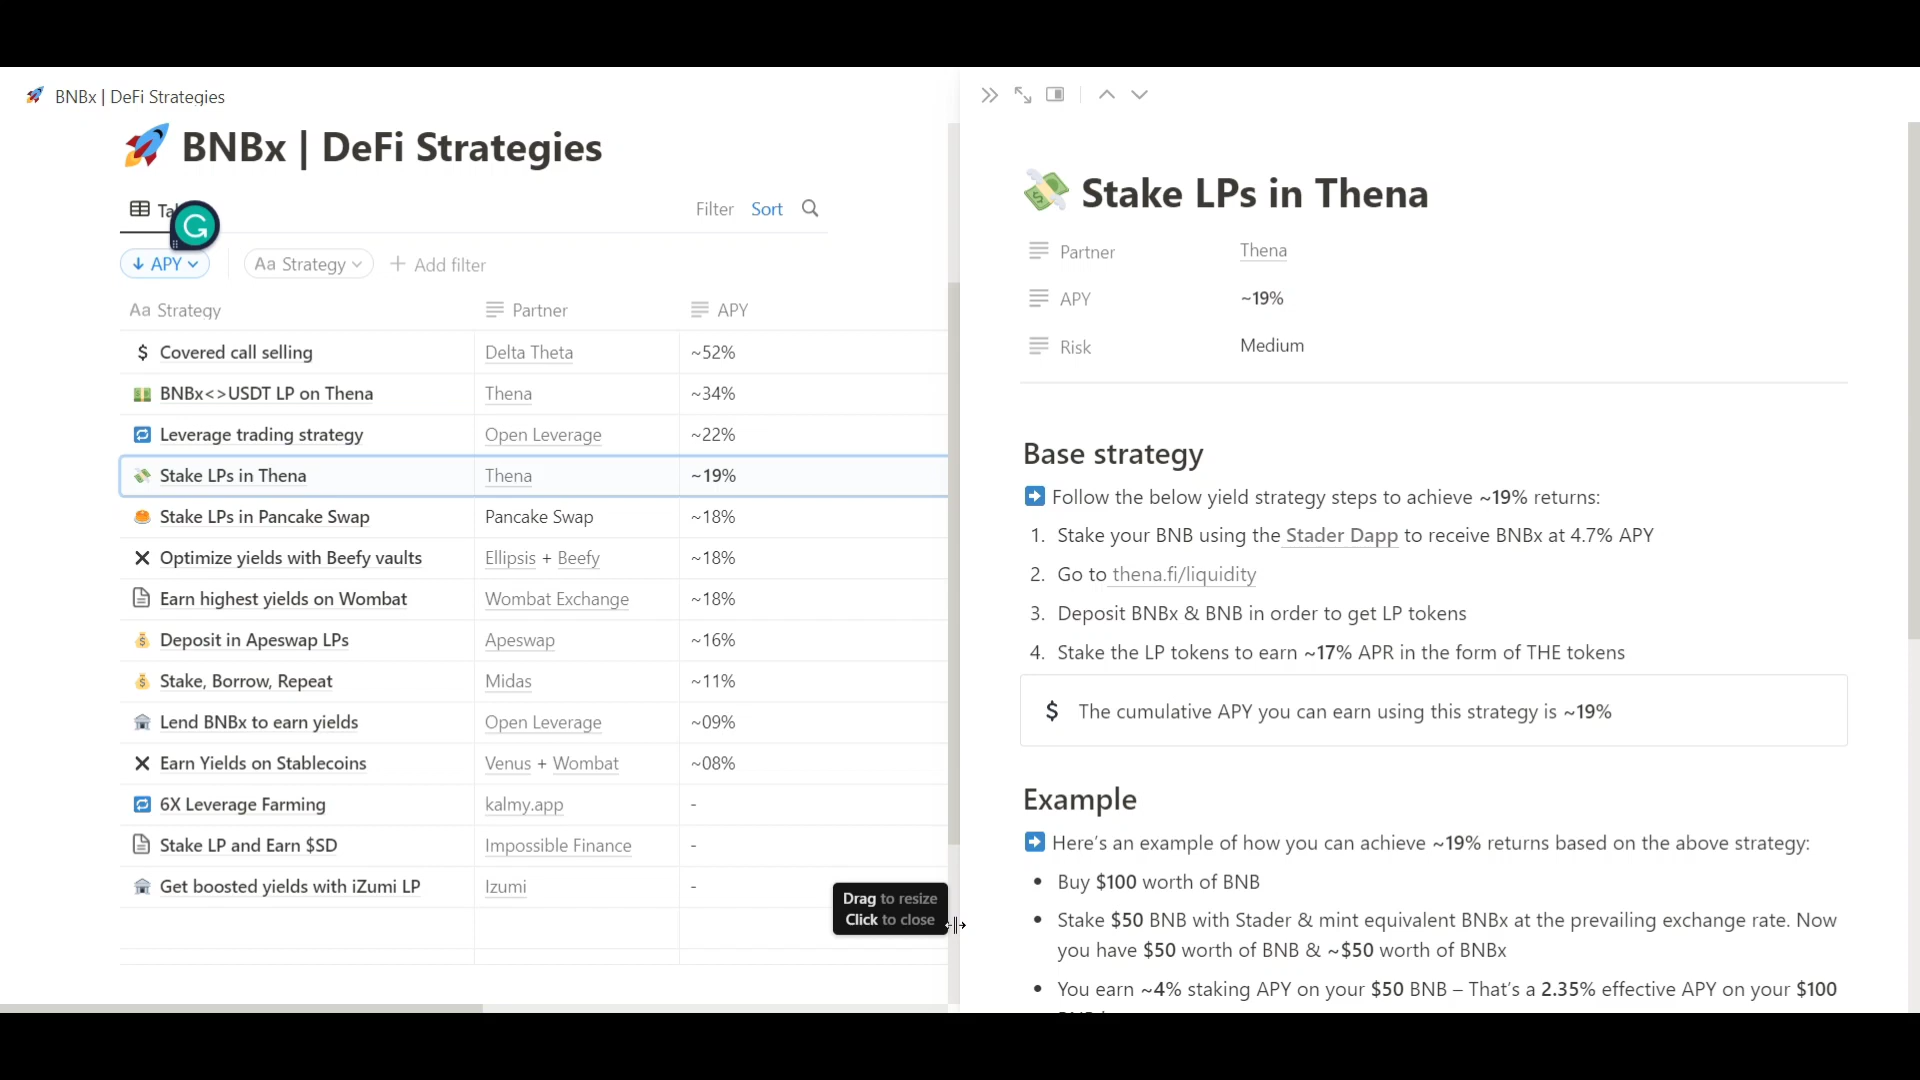 BNBx | DeFi Strategies
BNBx | DeFi Strategies
Filter Sort
APY
Aa Strategy
Add filter
Aa Strategy Partner APY
$ Covered call selling Delta Theta ~52%
BNBx<>USDT LP on Thena Thena ~34%
Leverage trading strategy Open Leverage ~22%
Stake LPs in Thena Thena ~19%
Stake LPs in Pancake Swap Pancake Swap ~18%
Optimize yields with Beefy vaults Ellipsis + Beefy ~18%
Earn highest yields on Wombat Wombat Exchange ~18%
Deposit in Apeswap LPs Apeswap ~16%
Stake, Borrow, Repeat Midas ~11%
Lend BNBx to earn yields Open Leverage ~09%
Earn Yields on Stablecoins Venus + Wombat ~08%
6X Leverage Farming kalmy.app -
Stake LP and Earn $SD Impossible Finance -
Get boosted yields with iZumi LP Izumi -
Drag to resize
Click to close
Stake LPs in Thena
Partner Thena
APY ~19%
Risk Medium
Base strategy
Follow the below yield strategy steps to achieve ~19% returns:
1. Stake your BNB using the Stader Dapp to receive BNBx at 4.7% APY
2. Go to thena.fi/liquidity
3. Deposit BNBx & BNB in order to get LP tokens
4. Stake the LP tokens to earn ~17% APR in the form of THE tokens
$ The cumulative APY you can earn using this strategy is ~19%
Example
Here's an example of how you can achieve ~19% returns based on the above strategy:
• Buy $100 worth of BNB
• Stake $50 BNB with Stader & mint equivalent BNBx at the prevailing exchange rate. Now
you have $50 worth of BNB & ~$50 worth of BNBx
• You earn ~4% staking APY on your $50 BNB – That's a 2.35% effective APY on your $100